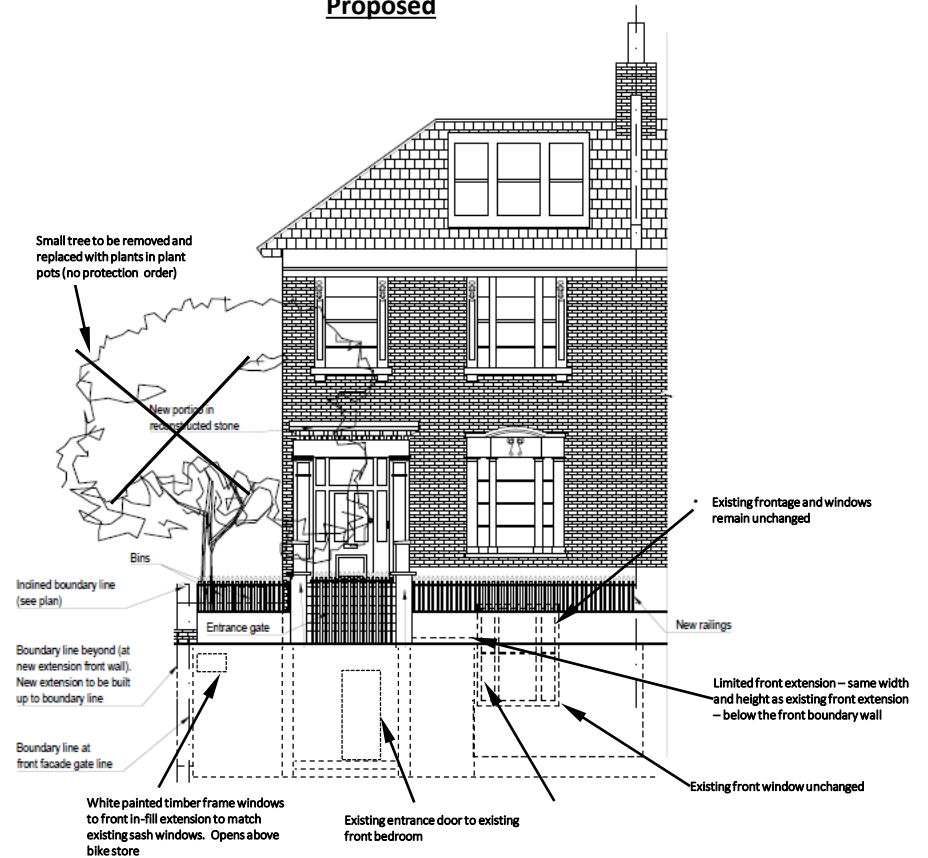 Proposed
Small tree to be removed and
replaced with plants in plant
pots (no protection order)
New portico in
reconstructed stone
Existing frontage and windows
remain unchanged
Bins
Inclined boundary line
(see plan)
Entrance gate
New railings
Boundary line beyond (at
new extension front wall).
New extension to be built
up to boundary line
Limited front extension – same width
and height as existing front extension
– below the front boundary wall
Boundary line at
front facade gate line
Existing front window unchanged
White painted timber frame windows
to front in-fill extension to match
existing sash windows. Opens above
bike store
Existing entrance door to existing
front bedroom